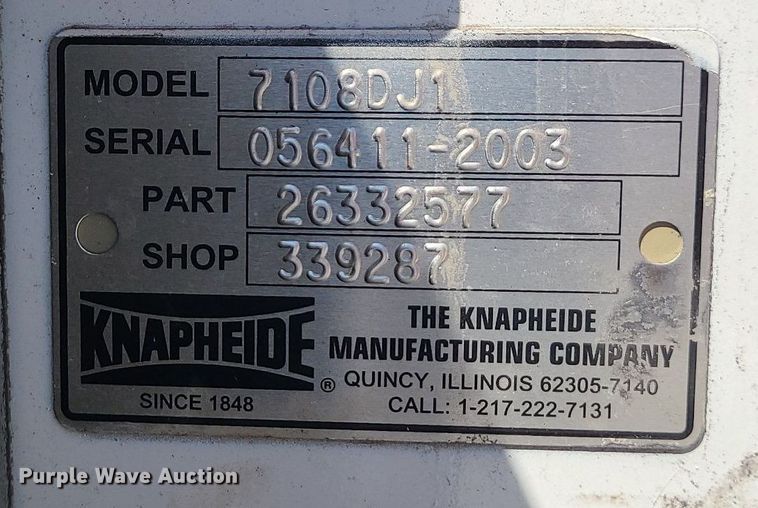 MODEL 7108DJ1
SERIAL 056411-2003
PART 26332577
SHOP 339287
KNAPHEIDE ®
SINCE 1848
THE KNAPHEIDE
MANUFACTURING COMPANY
QUINCY, ILLINOIS 62305-7140
CALL: 1-217-222-7131
Purple Wave Auction